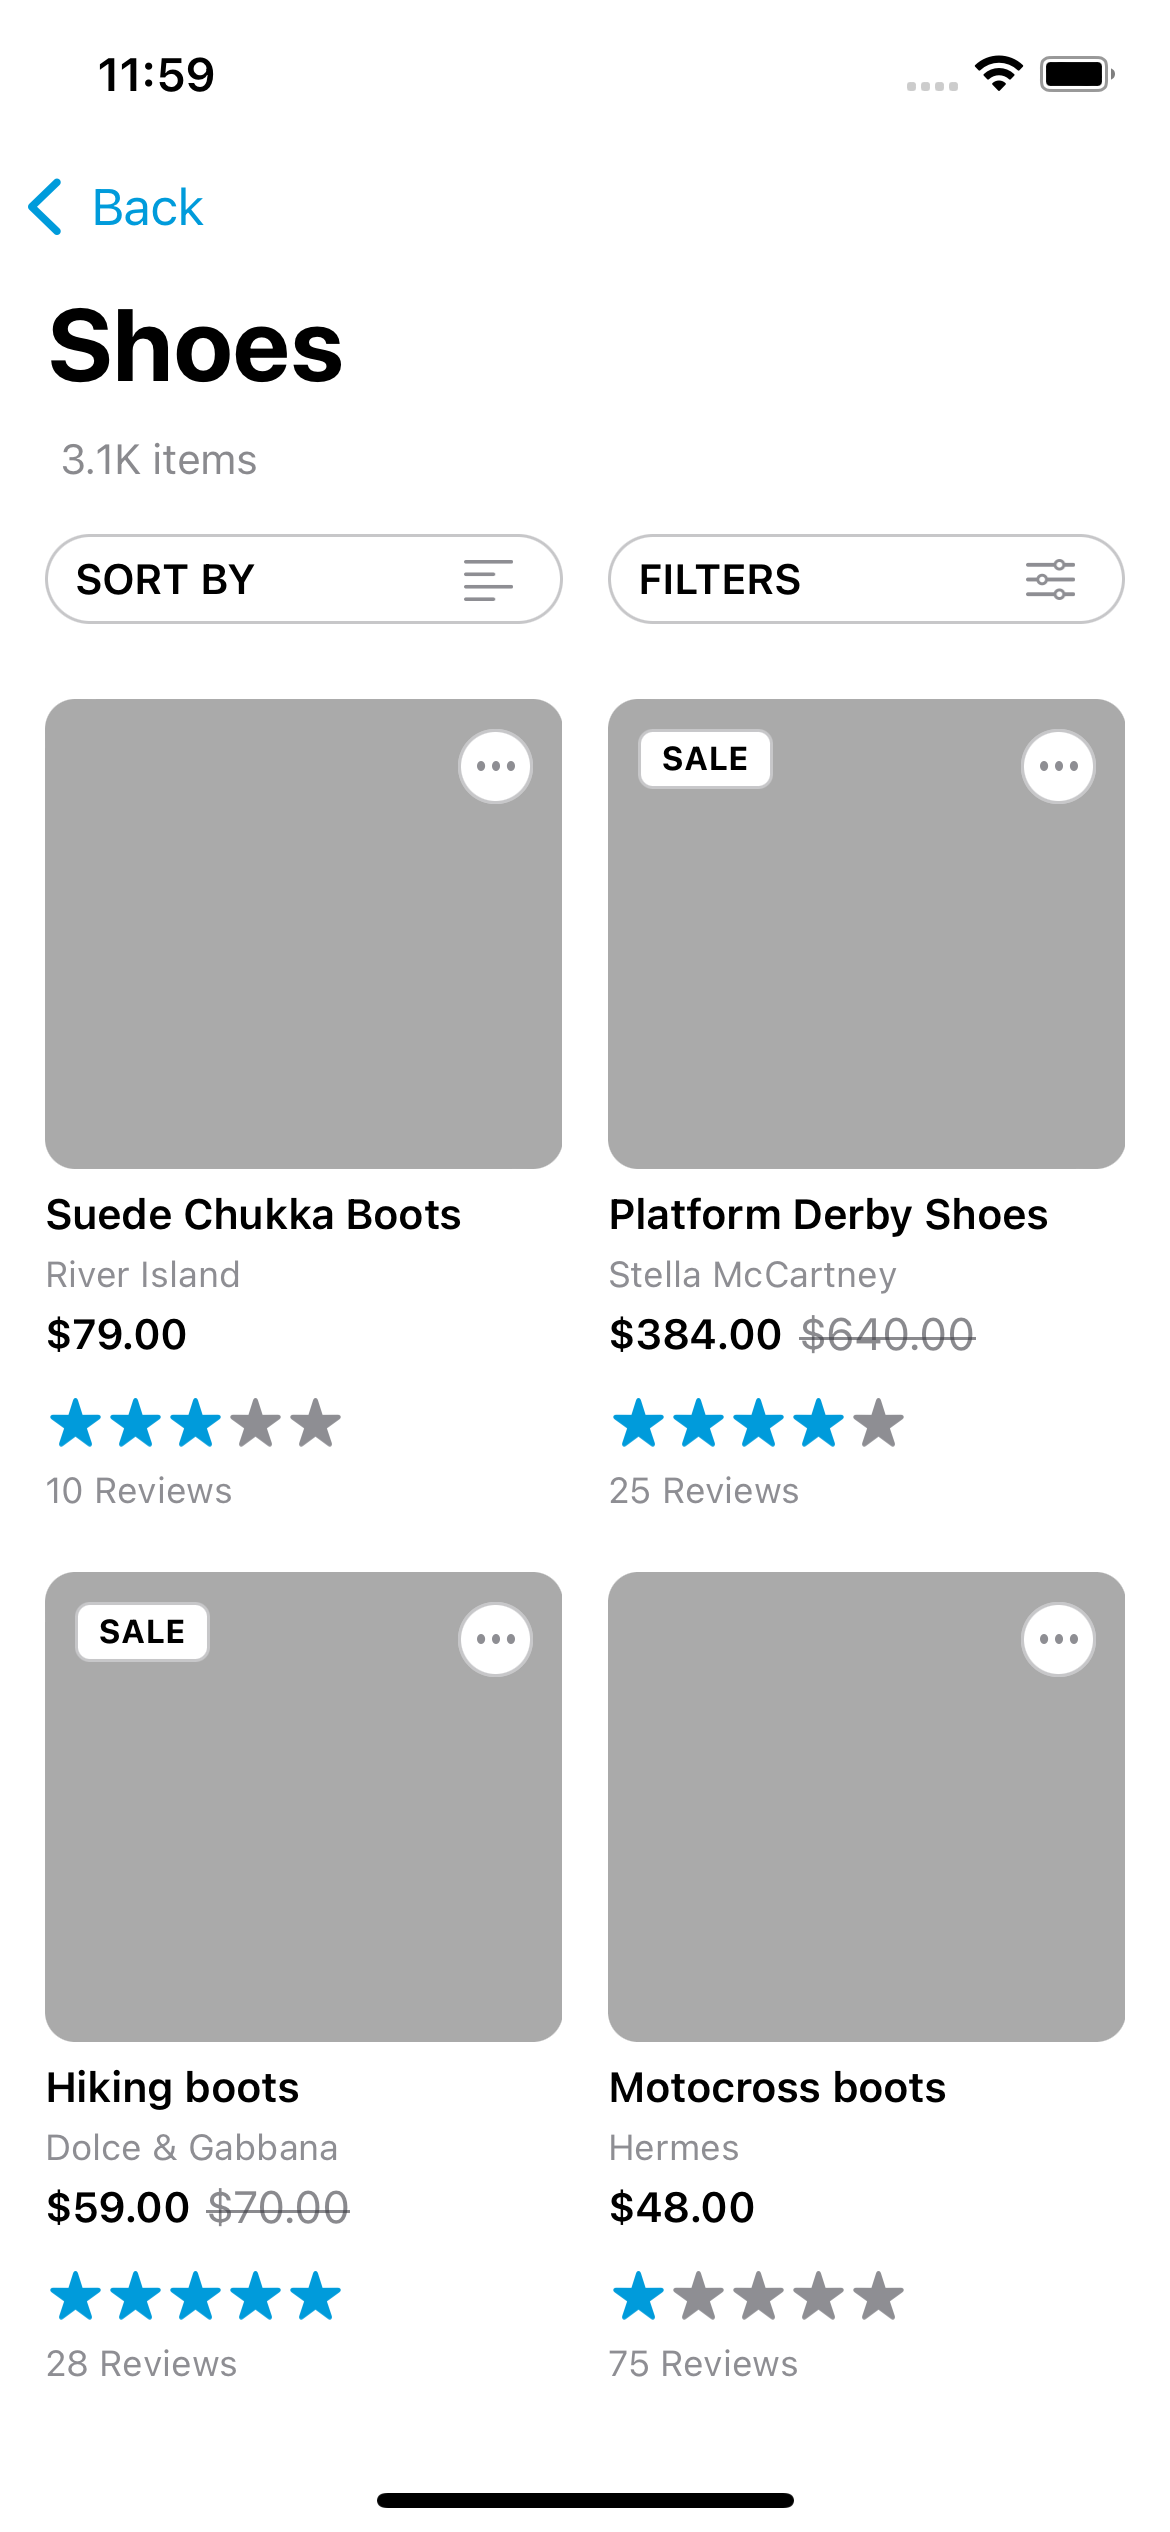 11:59
Back
Shoes
3.1K items
SORT BY
FILTERS
SALE
Suede Chukka Boots
River Island
$79.00
10 Reviews
Platform Derby Shoes
Stella McCartney
$384.00 $640.00
25 Reviews
SALE
Hiking boots
Dolce & Gabbana
$59.00 $70.00
28 Reviews
Motocross boots
Hermes
$48.00
75 Reviews